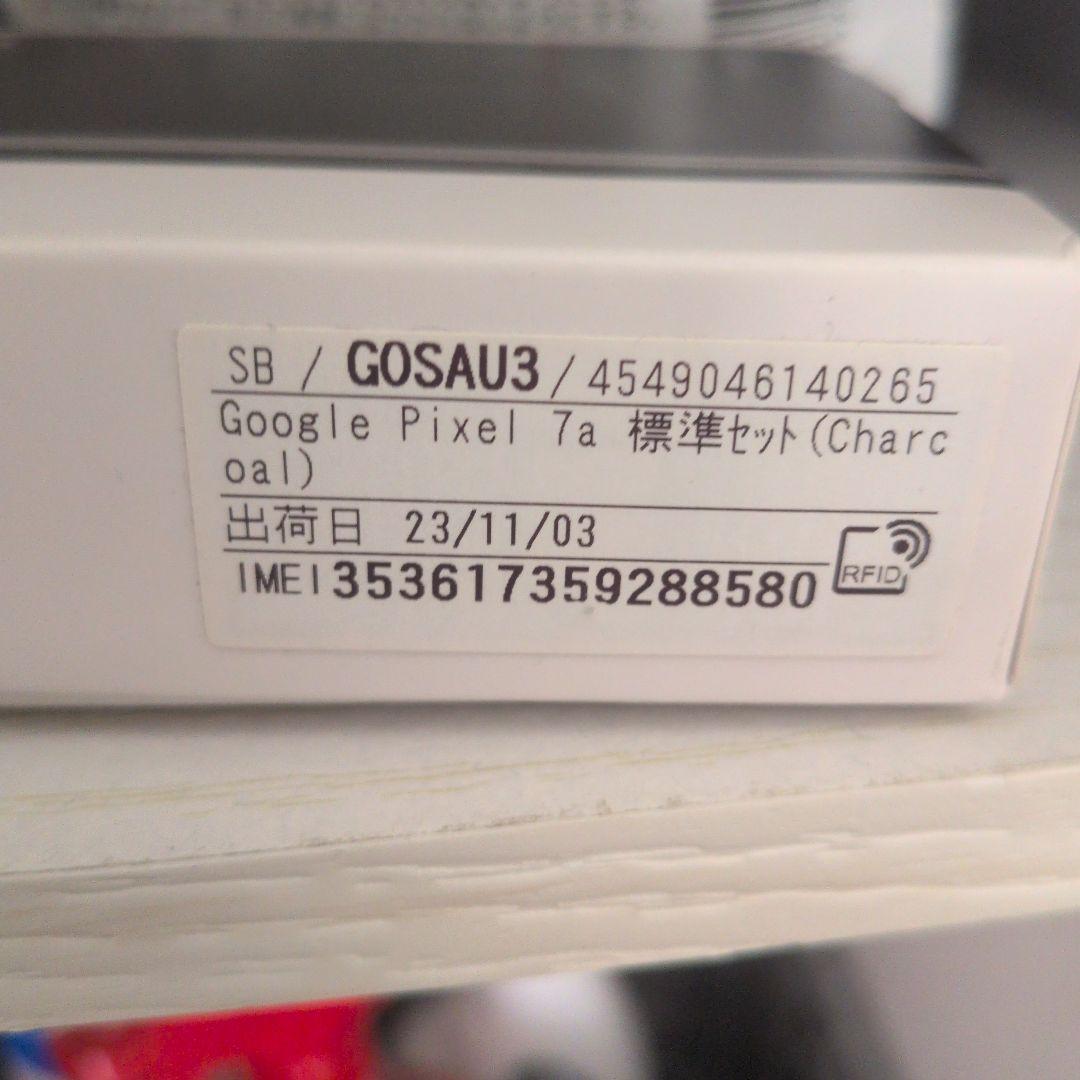 SB / GOSAU3 / 4549046140265
Google Pixel 7a 標準ｾｯﾄ(Charc
oal)
出荷日 23/11/03
RFID
IMEI353617359288580